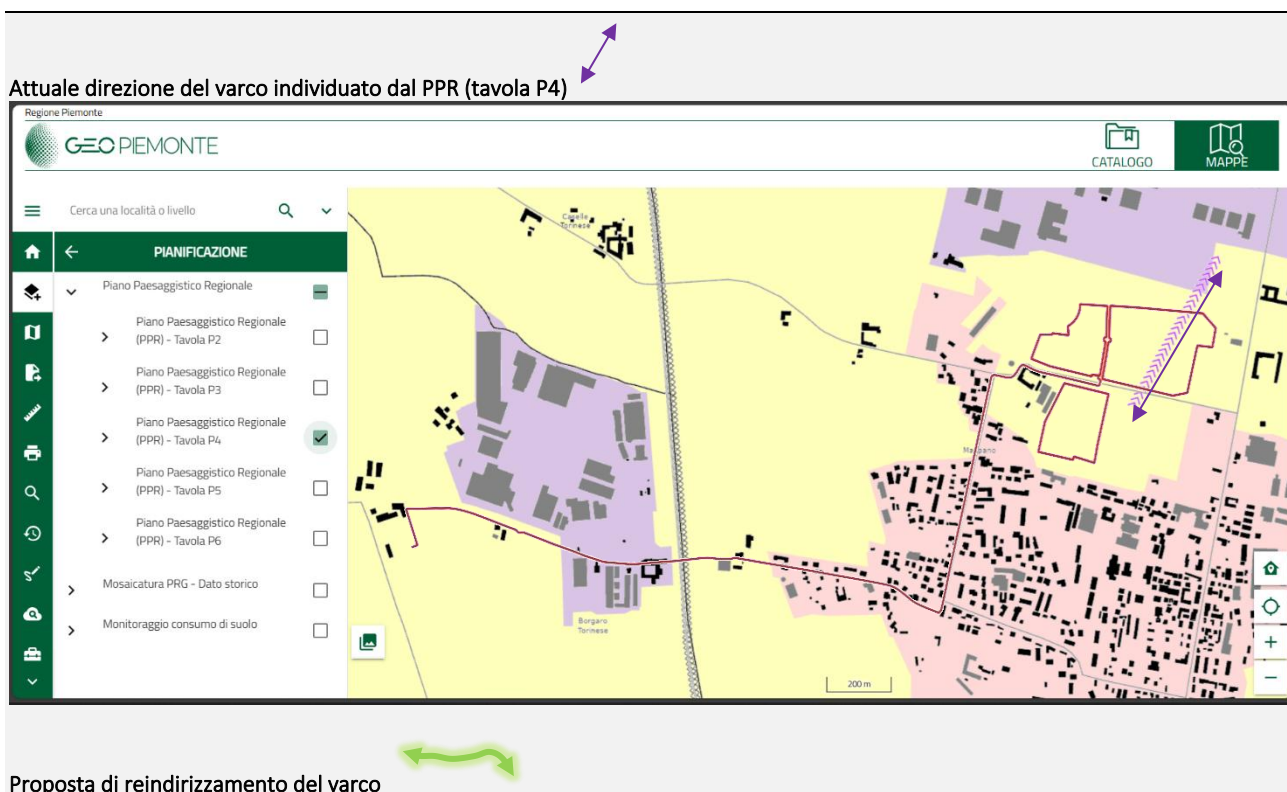 Attuale direzione del varco individuato dal PPR (tavola P4)
Regione Piemonte
GEO PIEMONTE
CATALOGO
MAPPE
Cerca una località o livello
PIANIFICAZIONE
Piano Paesaggistico Regionale
Piano Paesaggistico Regionale
(PPR) - Tavola P2
Piano Paesaggistico Regionale
(PPR) - Tavola P3
Piano Paesaggistico Regionale
(PPR) - Tavola P4
Piano Paesaggistico Regionale
(PPR) - Tavola P5
Piano Paesaggistico Regionale
(PPR) - Tavola P6
Mosaicatura PRG - Dato storico
Monitoraggio consumo di suolo
Caselle
Torinese
Mappano
Borgaro
Torinese
200 m
Proposta di reindirizzamento del varco